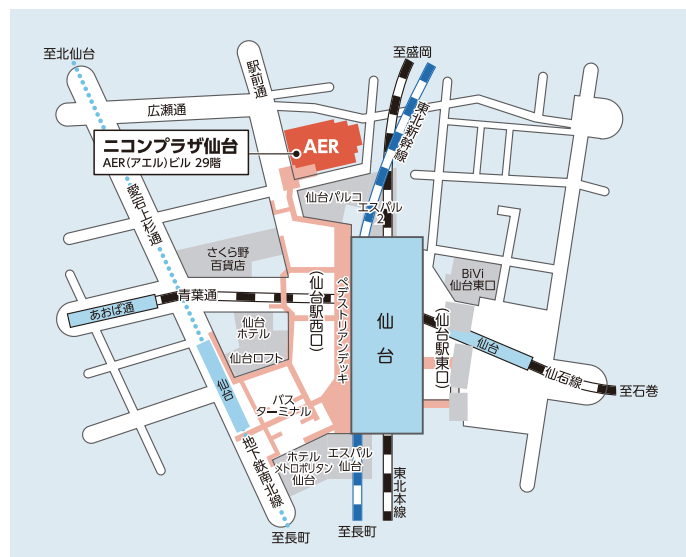 至北仙台
駅前通
至盛岡
広瀬通
東北新幹線
ニコンプラザ仙台
AER(アエル)ビル 29階
AER
愛宕上杉通
仙台パルコ
エスパル
2
さくら野
百貨店
(仙台駅西口)
ペデストリアンデッキ
仙台
(仙台駅東口)
BiVi
仙台東口
あおば通
青葉通
仙台
ホテル
仙台ロフト
仙台
仙石線
至石巻
仙台
バス
ターミナル
地下鉄南北線
ホテル
メトロポリタン
仙台
エスパル
仙台
東北本線
至長町
至長町